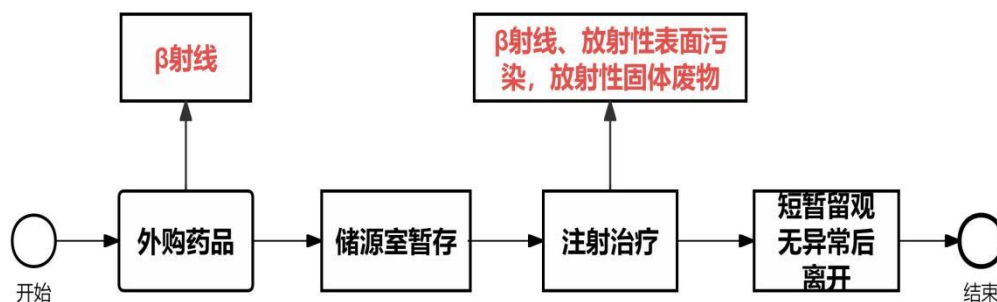 β射线
β射线、放射性表面污
染，放射性固体废物
外购药品
储源室暂存
注射治疗
短暂留观
无异常后
离开
开始
结束